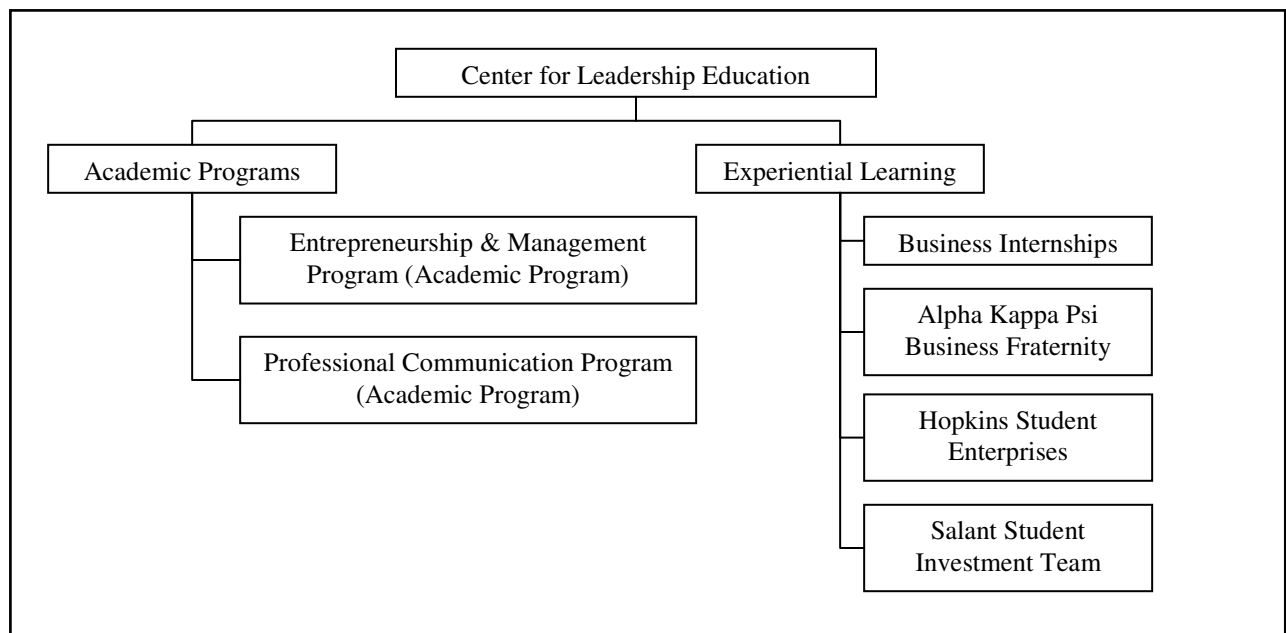 Center for Leadership Education
Academic Programs
Entrepreneurship & Management
Program (Academic Program)
Professional Communication Program
(Academic Program)
Experiential Learning
Business Internships
Alpha Kappa Psi
Business Fraternity
Hopkins Student
Enterprises
Salant Student
Investment Team